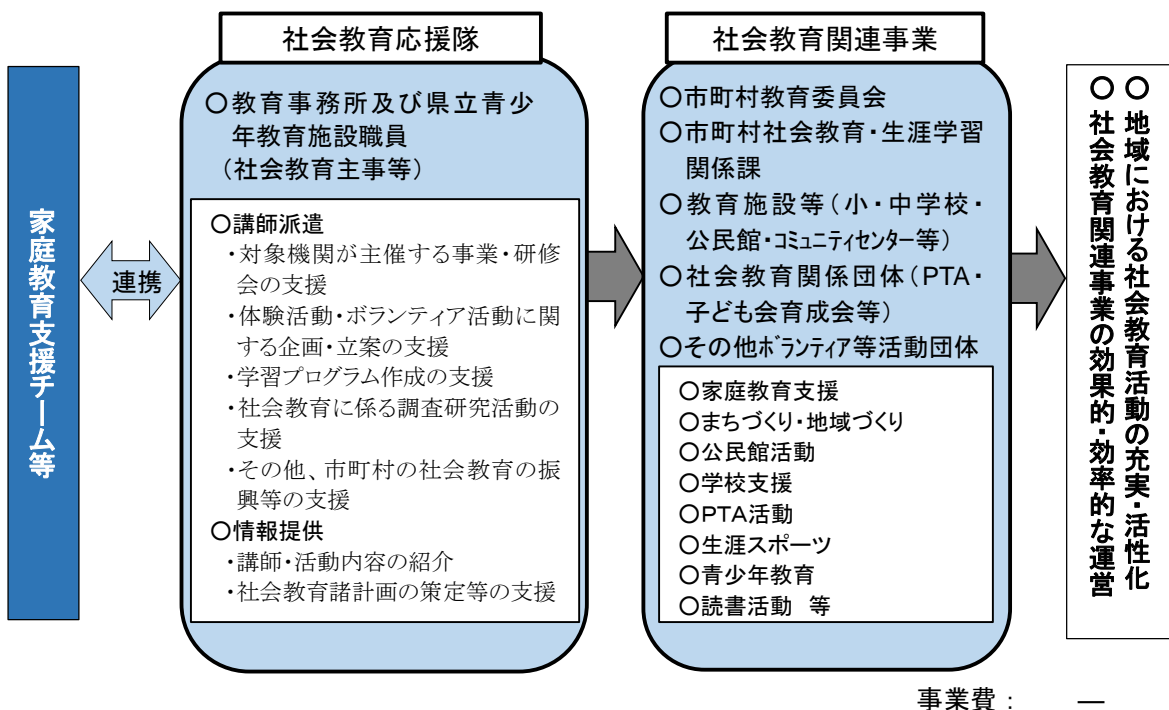 家庭教育支援チーム等
連携
社会教育応援隊
〇教育事務所及び県立青少
年教育施設職員
（社会教育主事等）
〇講師派遣
・対象機関が主催する事業・研修
会の支援
・体験活動・ボランティア活動に関
する企画・立案の支援
・学習プログラム作成の支援
・社会教育に係る調査研究活動の
支援
・その他、市町村の社会教育の振
興等の支援
〇情報提供
・講師・活動内容の紹介
・社会教育諸計画の策定等の支援
社会教育関連事業
〇市町村教育委員会
〇市町村社会教育・生涯学習
関係課
〇教育施設等（小・中学校・
公民館・コミュニティセンター等）
〇社会教育関係団体（PTA・
子ども会育成会等）
〇その他ボランティア等活動団体
〇家庭教育支援
〇まちづくり・地域づくり
〇公民館活動
〇学校支援
〇PTA活動
〇生涯スポーツ
〇青少年教育
〇読書活動　等
〇地域における社会教育活動の充実・活性化
〇社会教育関連事業の効果的・効率的な運営
事業費：　　―